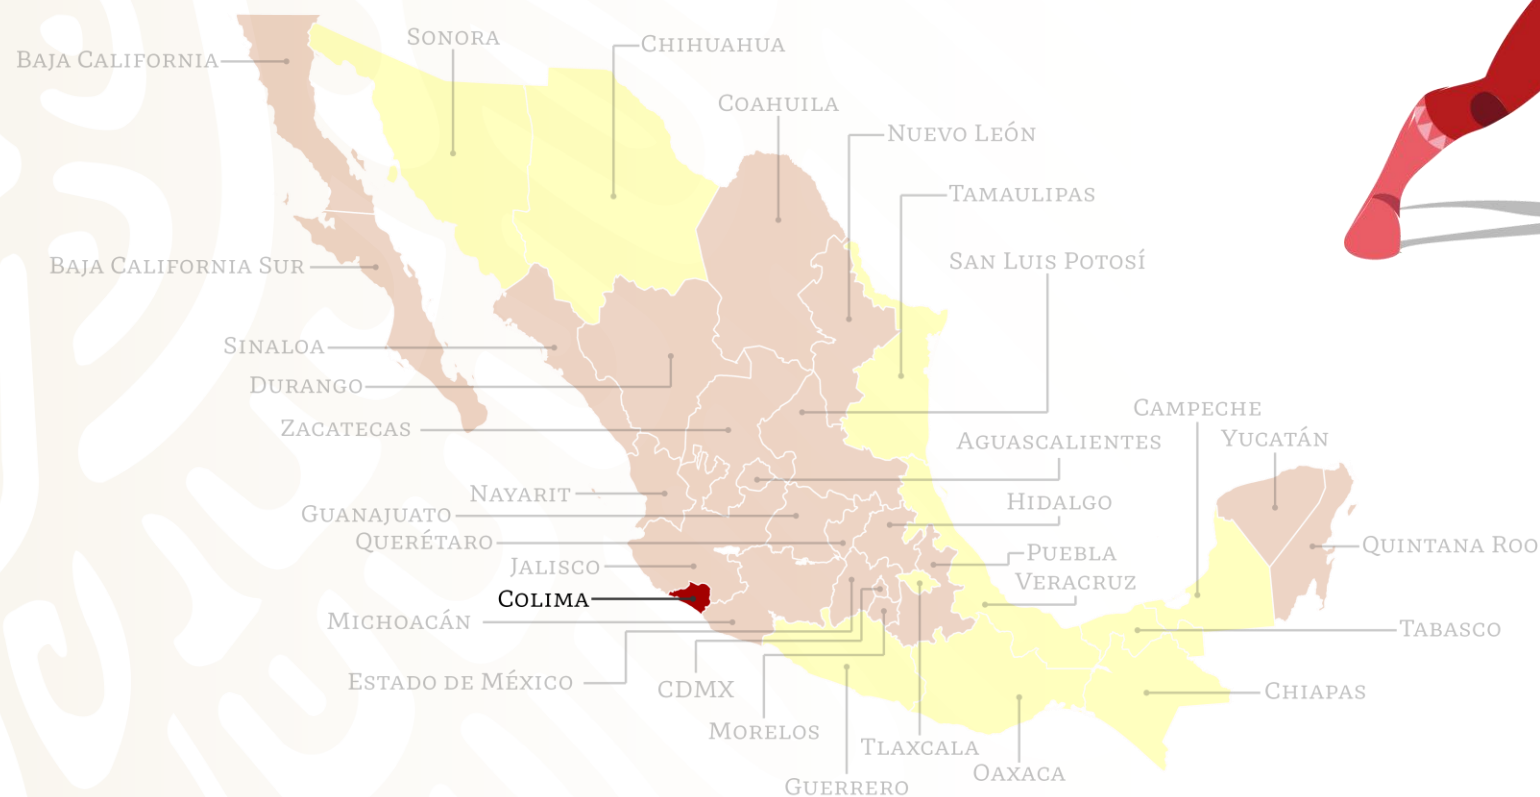 Sonora
Chihuahua
Baja California
Coahuila
Nuevo León
Tamaulipas
San Luis Potosí
Baja California Sur
Sinaloa
Durango
Campeche
Zacatecas
Yucatán
Aguascalientes
Nayarit
Hidalgo
Guanajuato
Querétaro
Quintana Roo
Puebla
Jalisco
Veracruz
Colima
Michoacán
Tabasco
Estado de México
CDMX
Chiapas
Morelos
Tlaxcala
Oaxaca
Guerrero